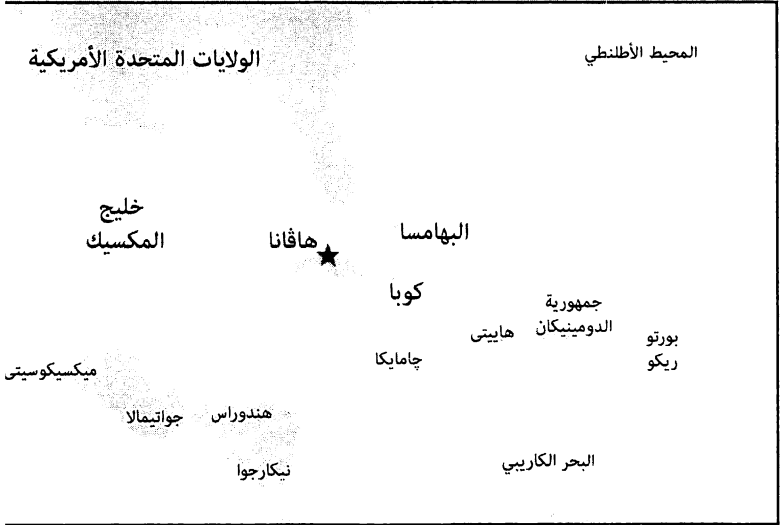 المحيط الأطلنطي
الولايات المتحدة الأمريكية
خليج
المكسيك
هاڤانا
البهامسا
كوبا
جمهورية
الدومينيكان
هاييتى
بورتو
ريكو
چامايكا
ميكسيكوسيتى
جواتيمالا
هندوراس
نيكارجوا
البحر الكاريبي